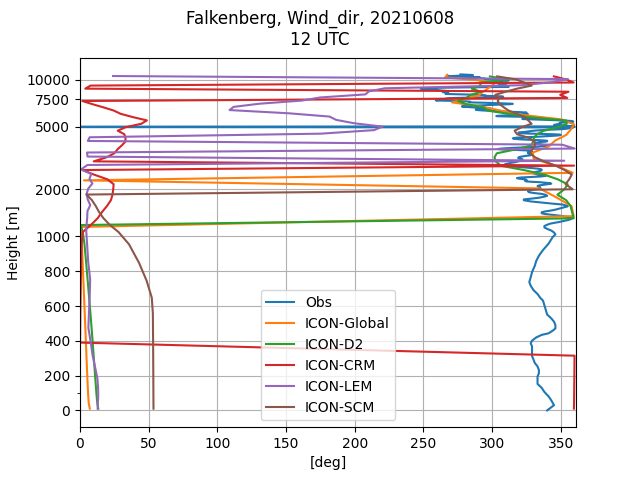 Falkenberg, Wind_dir, 20210608
12 UTC
Height [m]
10000
7500
5000
2000
1000
800
600
400
200
0
Obs
ICON-Global
ICON-D2
ICON-CRM
ICON-LEM
ICON-SCM
0 50 100 150 200 250 300 350
[deg]